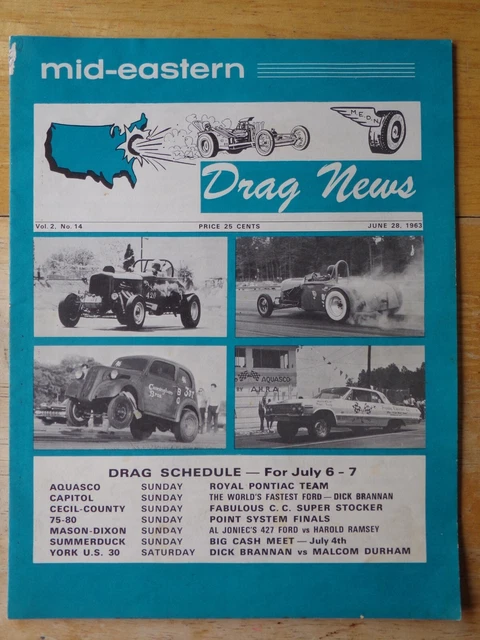 mid-eastern
M.E.D.N.
Drag News
Vol. 2, No. 14 PRICE 25 CENTS JUNE 28, 1963
AQUASCO
DRAG SCHEDULE — For July 6 - 7
AQUASCO SUNDAY ROYAL PONTIAC TEAM
CAPITOL SUNDAY THE WORLD'S FASTEST FORD — DICK BRANNAN
CECIL-COUNTY SUNDAY FABULOUS C. C. SUPER STOCKER
75-80 SUNDAY POINT SYSTEM FINALS
MASON-DIXON SUNDAY AL JONIEC'S 427 FORD vs HAROLD RAMSEY
SUMMERDUCK SUNDAY BIG CASH MEET — July 4th
YORK U.S. 30 SATURDAY DICK BRANNAN vs MALCOM DURHAM